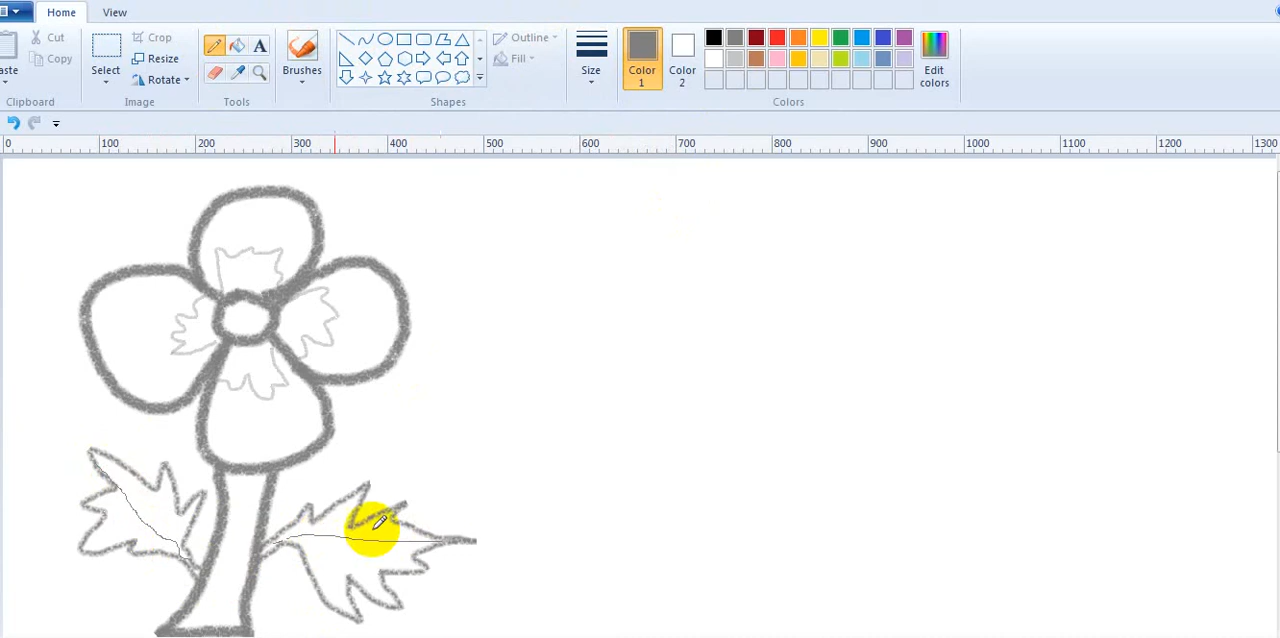 Home View
Cut
Copy
aste
Clipboard
Select
Crop
Resize
Rotate
Image
A
Tools
Brushes
Outline
Fill
Shapes
Size
Color 1
Color 2
Edit colors
Colors
0 100 200 300 400 500 600 700 800 900 1000 1100 1200 1300